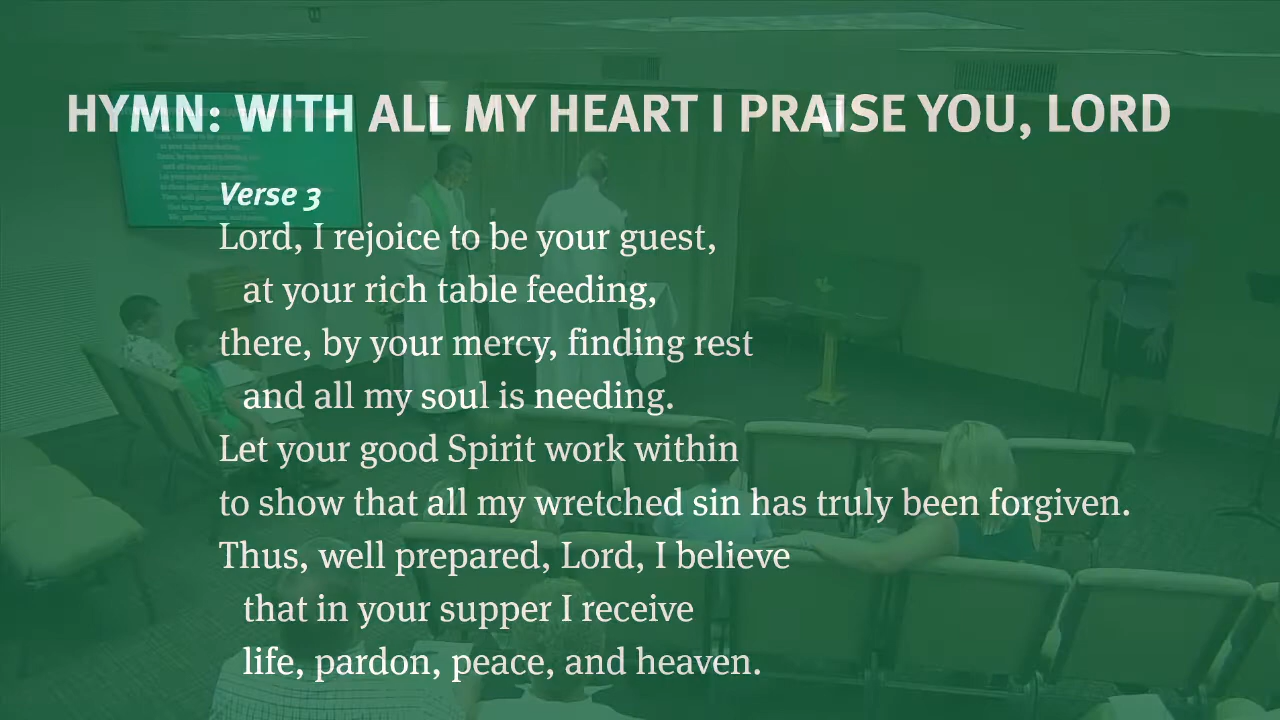 HYMN: WITH ALL MY HEART I PRAISE YOU, LORD
Verse 3
Lord, I rejoice to be your guest,
at your rich table feeding,
there, by your mercy, finding rest
and all my soul is needing.
Let your good Spirit work within
to show that all my wretched sin has truly been forgiven.
Thus, well prepared, Lord, I believe
that in your supper I receive
life, pardon, peace, and heaven.